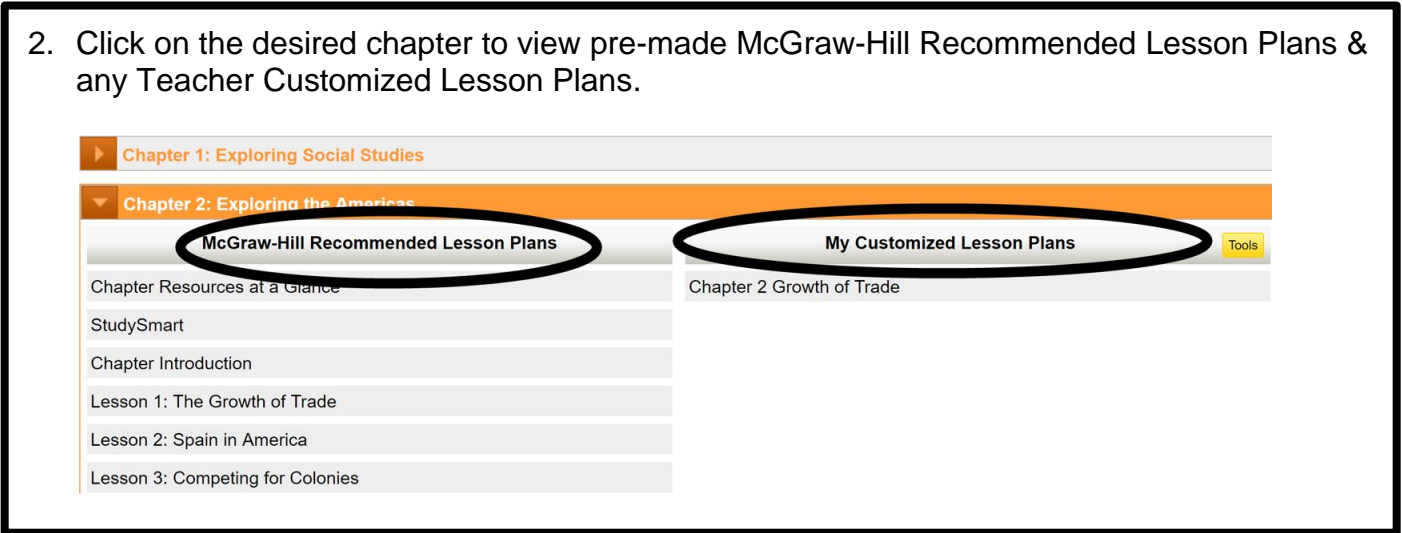 2. Click on the desired chapter to view pre-made McGraw-Hill Recommended Lesson Plans &
any Teacher Customized Lesson Plans.
Chapter 1: Exploring Social Studies
Chapter 2: Exploring the Americas
McGraw-Hill Recommended Lesson Plans
My Customized Lesson Plans
Tools
Chapter Resources at a Glance
Chapter 2 Growth of Trade
StudySmart
Chapter Introduction
Lesson 1: The Growth of Trade
Lesson 2: Spain in America
Lesson 3: Competing for Colonies